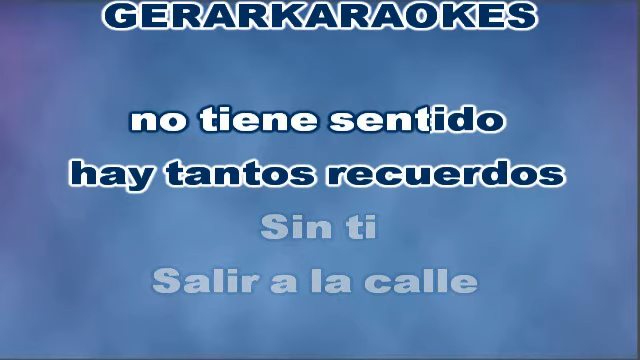 GERARKARAOKES
no tiene sentido
hay tantos recuerdos
Sin ti
Salir a la calle